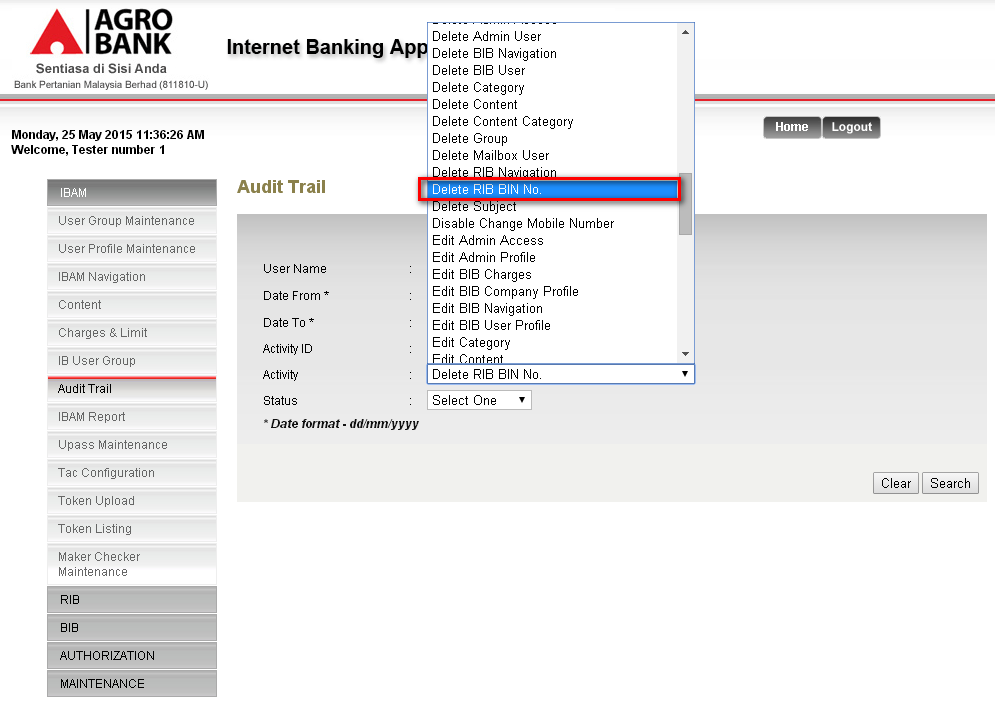 AGRO
BANK
Sentiasa di Sisi Anda
Bank Pertanian Malaysia Berhad (811810-U)
Internet Banking App
Monday, 25 May 2015 11:36:26 AM
Welcome, Tester number 1
Home
Logout
IBAM
User Group Maintenance
User Profile Maintenance
IBAM Navigation
Content
Charges & Limit
IB User Group
Audit Trail
IBAM Report
Upass Maintenance
Tac Configuration
Token Upload
Token Listing
Maker Checker
Maintenance
RIB
BIB
AUTHORIZATION
MAINTENANCE
Audit Trail
User Name :
Date From * :
Date To * :
Activity ID :
Activity :
Delete RIB BIN No.
Status :
Select One
* Date format - dd/mm/yyyy
Clear
Search
Delete Admin Access
Delete Admin User
Delete BIB Navigation
Delete BIB User
Delete Category
Delete Content
Delete Content Category
Delete Group
Delete Mailbox User
Delete RIB Navigation
Delete RIB BIN No.
Delete Subject
Disable Change Mobile Number
Edit Admin Access
Edit Admin Profile
Edit BIB Charges
Edit BIB Company Profile
Edit BIB Navigation
Edit BIB User Profile
Edit Category
Edit Content